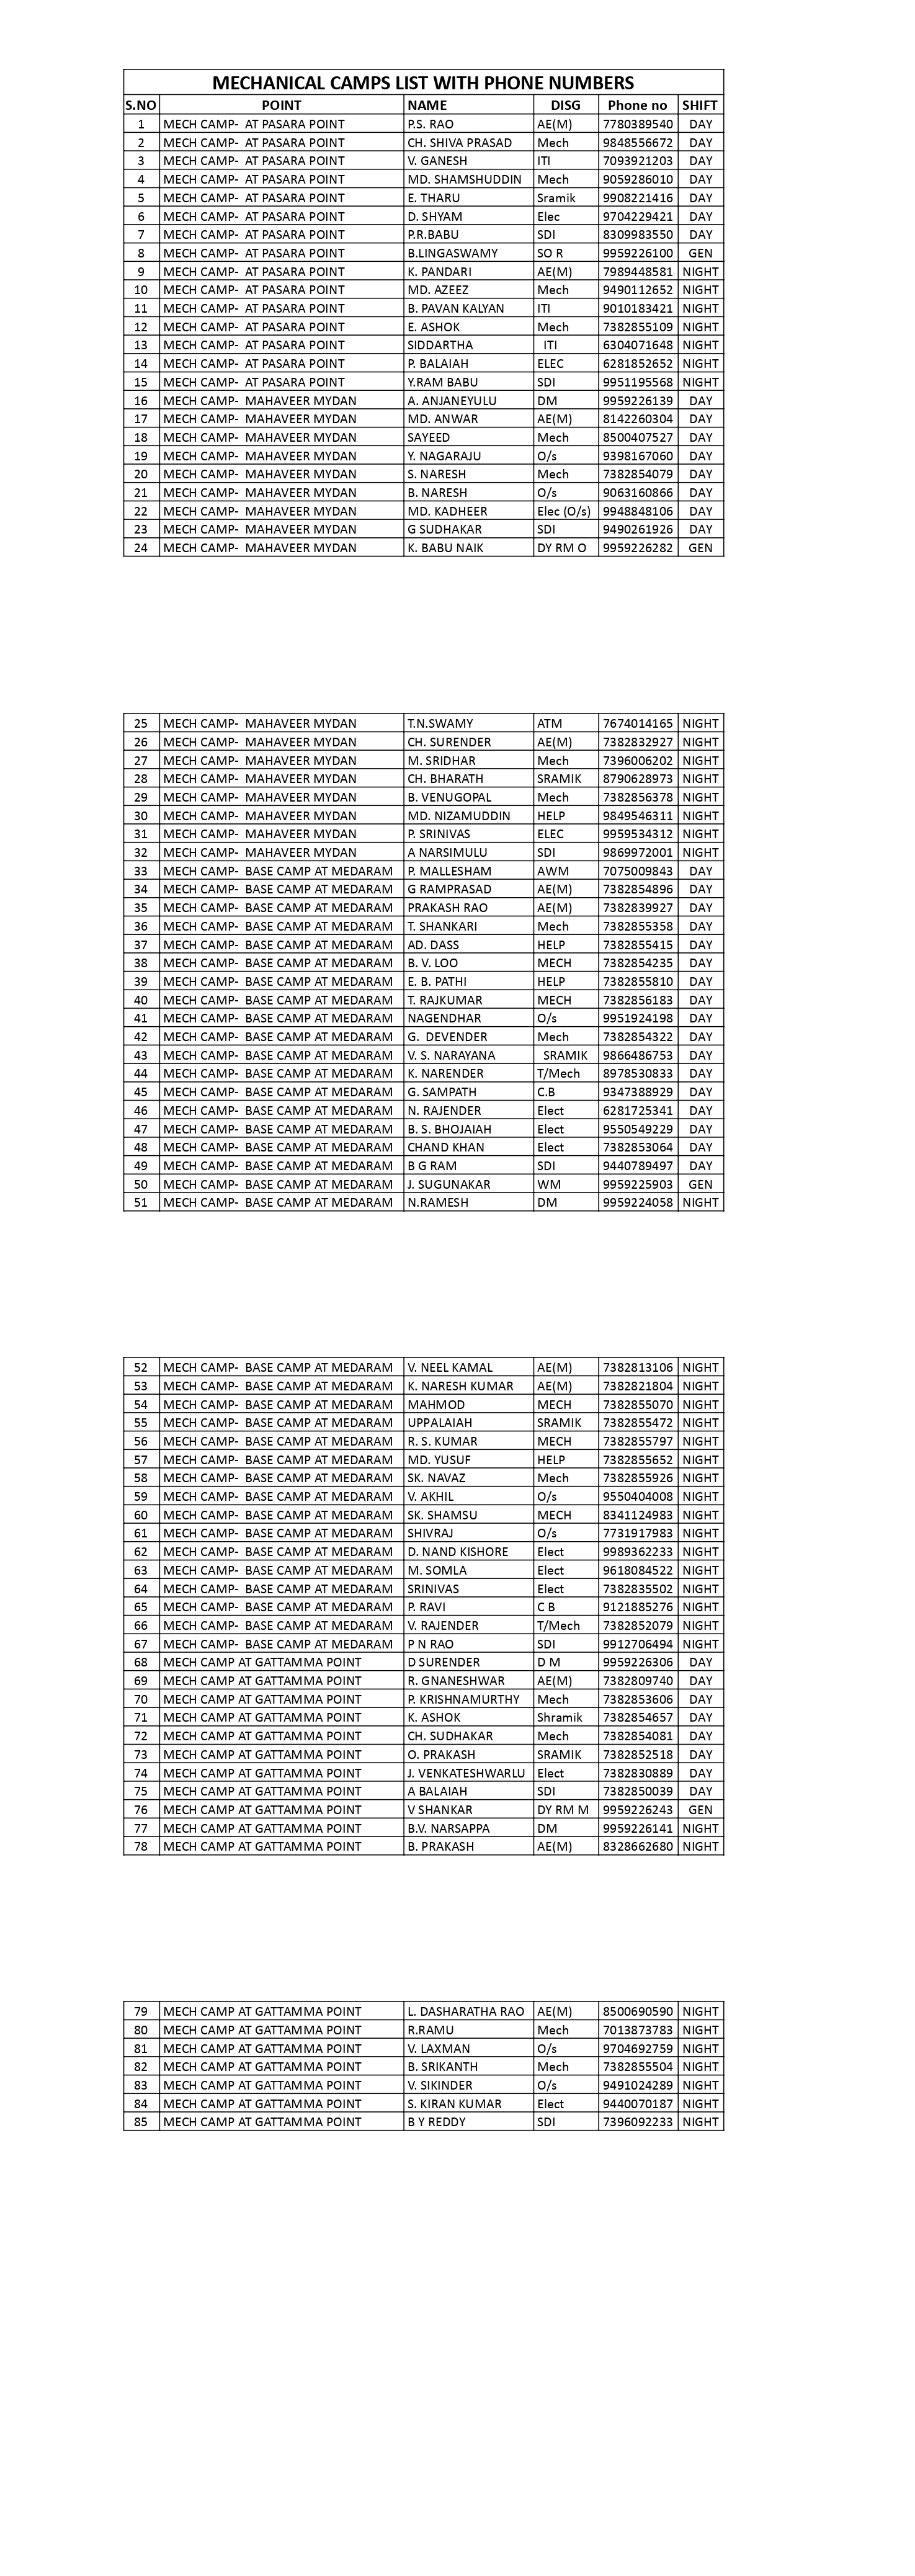 MECHANICAL CAMPS LIST WITH PHONE NUMBERS
S.NO POINT NAME DISG Phone no SHIFT
1 MECH CAMP- AT PASARA POINT P.S. RAO AE(M) 7780389540 DAY
2 MECH CAMP- AT PASARA POINT CH. SHIVA PRASAD Mech 9848556672 DAY
3 MECH CAMP- AT PASARA POINT V. GANESH ITI 7093921203 DAY
4 MECH CAMP- AT PASARA POINT MD. SHAMSHUDDIN Mech 9059286010 DAY
5 MECH CAMP- AT PASARA POINT E. THARU Sramik 9908221416 DAY
6 MECH CAMP- AT PASARA POINT D. SHYAM Elec 9704229421 DAY
7 MECH CAMP- AT PASARA POINT P.R.BABU SDI 8309983550 DAY
8 MECH CAMP- AT PASARA POINT B.LINGASWAMY SO R 9959226100 GEN
9 MECH CAMP- AT PASARA POINT K. PANDARI AE(M) 7989448581 NIGHT
10 MECH CAMP- AT PASARA POINT MD. AZEEZ Mech 9490112652 NIGHT
11 MECH CAMP- AT PASARA POINT B. PAVAN KALYAN ITI 9010183421 NIGHT
12 MECH CAMP- AT PASARA POINT E. ASHOK Mech 7382855109 NIGHT
13 MECH CAMP- AT PASARA POINT SIDDARTHA ITI 6304071648 NIGHT
14 MECH CAMP- AT PASARA POINT P. BALAIAH ELEC 6281852652 NIGHT
15 MECH CAMP- AT PASARA POINT Y.RAM BABU SDI 9951195568 NIGHT
16 MECH CAMP- MAHAVEER MYDAN A. ANJANEYULU DM 9959226139 DAY
17 MECH CAMP- MAHAVEER MYDAN MD. ANWAR AE(M) 8142260304 DAY
18 MECH CAMP- MAHAVEER MYDAN SAYEED Mech 8500407527 DAY
19 MECH CAMP- MAHAVEER MYDAN Y. NAGARAJU O/s 9398167060 DAY
20 MECH CAMP- MAHAVEER MYDAN S. NARESH Mech 7382854079 DAY
21 MECH CAMP- MAHAVEER MYDAN B. NARESH O/s 9063160866 DAY
22 MECH CAMP- MAHAVEER MYDAN MD. KADHEER Elec (O/s) 9948848106 DAY
23 MECH CAMP- MAHAVEER MYDAN G SUDHAKAR SDI 9490261926 DAY
24 MECH CAMP- MAHAVEER MYDAN K. BABU NAIK DY RM O 9959226282 GEN
25 MECH CAMP- MAHAVEER MYDAN T.N.SWAMY ATM 7674014165 NIGHT
26 MECH CAMP- MAHAVEER MYDAN CH. SURENDER AE(M) 7382832927 NIGHT
27 MECH CAMP- MAHAVEER MYDAN M. SRIDHAR Mech 7396006202 NIGHT
28 MECH CAMP- MAHAVEER MYDAN CH. BHARATH SRAMIK 8790628973 NIGHT
29 MECH CAMP- MAHAVEER MYDAN B. VENUGOPAL Mech 7382856378 NIGHT
30 MECH CAMP- MAHAVEER MYDAN MD. NIZAMUDDIN HELP 9849546311 NIGHT
31 MECH CAMP- MAHAVEER MYDAN P. SRINIVAS ELEC 9959534312 NIGHT
32 MECH CAMP- MAHAVEER MYDAN A NARSIMULU SDI 9869972001 NIGHT
33 MECH CAMP- BASE CAMP AT MEDARAM P. MALLESHAM AWM 7075009843 DAY
34 MECH CAMP- BASE CAMP AT MEDARAM G RAMPRASAD AE(M) 7382854896 DAY
35 MECH CAMP- BASE CAMP AT MEDARAM PRAKASH RAO AE(M) 7382839927 DAY
36 MECH CAMP- BASE CAMP AT MEDARAM T. SHANKARI Mech 7382855358 DAY
37 MECH CAMP- BASE CAMP AT MEDARAM AD. DASS HELP 7382855415 DAY
38 MECH CAMP- BASE CAMP AT MEDARAM B. V. LOO MECH 7382854235 DAY
39 MECH CAMP- BASE CAMP AT MEDARAM E. B. PATHI HELP 7382855810 DAY
40 MECH CAMP- BASE CAMP AT MEDARAM T. RAJKUMAR MECH 7382856183 DAY
41 MECH CAMP- BASE CAMP AT MEDARAM NAGENDHAR O/s 9951924198 DAY
42 MECH CAMP- BASE CAMP AT MEDARAM G. DEVENDER Mech 7382854322 DAY
43 MECH CAMP- BASE CAMP AT MEDARAM V. S. NARAYANA SRAMIK 9866486753 DAY
44 MECH CAMP- BASE CAMP AT MEDARAM K. NARENDER T/Mech 8978530833 DAY
45 MECH CAMP- BASE CAMP AT MEDARAM G. SAMPATH C.B 9347388929 DAY
46 MECH CAMP- BASE CAMP AT MEDARAM N. RAJENDER Elect 6281725341 DAY
47 MECH CAMP- BASE CAMP AT MEDARAM B. S. BHOJAIAH Elect 9550549229 DAY
48 MECH CAMP- BASE CAMP AT MEDARAM CHAND KHAN Elect 7382853064 DAY
49 MECH CAMP- BASE CAMP AT MEDARAM B G RAM SDI 9440789497 DAY
50 MECH CAMP- BASE CAMP AT MEDARAM J. SUGUNAKAR WM 9959225903 GEN
51 MECH CAMP- BASE CAMP AT MEDARAM N.RAMESH DM 9959224058 NIGHT
52 MECH CAMP- BASE CAMP AT MEDARAM V. NEEL KAMAL AE(M) 7382813106 NIGHT
53 MECH CAMP- BASE CAMP AT MEDARAM K. NARESH KUMAR AE(M) 7382821804 NIGHT
54 MECH CAMP- BASE CAMP AT MEDARAM MAHMOD MECH 7382855070 NIGHT
55 MECH CAMP- BASE CAMP AT MEDARAM UPPALAIAH SRAMIK 7382855472 NIGHT
56 MECH CAMP- BASE CAMP AT MEDARAM R. S. KUMAR MECH 7382855797 NIGHT
57 MECH CAMP- BASE CAMP AT MEDARAM MD. YUSUF HELP 7382855652 NIGHT
58 MECH CAMP- BASE CAMP AT MEDARAM SK. NAVAZ Mech 7382855926 NIGHT
59 MECH CAMP- BASE CAMP AT MEDARAM V. AKHIL O/s 9550404008 NIGHT
60 MECH CAMP- BASE CAMP AT MEDARAM SK. SHAMSU MECH 8341124983 NIGHT
61 MECH CAMP- BASE CAMP AT MEDARAM SHIVRAJ O/s 7731917983 NIGHT
62 MECH CAMP- BASE CAMP AT MEDARAM D. NAND KISHORE Elect 9989362233 NIGHT
63 MECH CAMP- BASE CAMP AT MEDARAM M. SOMLA Elect 9618084522 NIGHT
64 MECH CAMP- BASE CAMP AT MEDARAM SRINIVAS Elect 7382835502 NIGHT
65 MECH CAMP- BASE CAMP AT MEDARAM P. RAVI C B 9121885276 NIGHT
66 MECH CAMP- BASE CAMP AT MEDARAM V. RAJENDER T/Mech 7382852079 NIGHT
67 MECH CAMP- BASE CAMP AT MEDARAM P N RAO SDI 9912706494 NIGHT
68 MECH CAMP AT GATTAMMA POINT D SURENDER D M 9959226306 DAY
69 MECH CAMP AT GATTAMMA POINT R. GNANESHWAR AE(M) 7382809740 DAY
70 MECH CAMP AT GATTAMMA POINT P. KRISHNAMURTHY Mech 7382853606 DAY
71 MECH CAMP AT GATTAMMA POINT K. ASHOK Shramik 7382854657 DAY
72 MECH CAMP AT GATTAMMA POINT CH. SUDHAKAR Mech 7382854081 DAY
73 MECH CAMP AT GATTAMMA POINT O. PRAKASH SRAMIK 7382852518 DAY
74 MECH CAMP AT GATTAMMA POINT J. VENKATESHWARLU Elect 7382830889 DAY
75 MECH CAMP AT GATTAMMA POINT A BALAIAH SDI 7382850039 DAY
76 MECH CAMP AT GATTAMMA POINT V SHANKAR DY RM M 9959226243 GEN
77 MECH CAMP AT GATTAMMA POINT B.V. NARSAPPA DM 9959226141 NIGHT
78 MECH CAMP AT GATTAMMA POINT B. PRAKASH AE(M) 8328662680 NIGHT
79 MECH CAMP AT GATTAMMA POINT L. DASHARATHA RAO AE(M) 8500690590 NIGHT
80 MECH CAMP AT GATTAMMA POINT R.RAMU Mech 7013873783 NIGHT
81 MECH CAMP AT GATTAMMA POINT V. LAXMAN O/s 9704692759 NIGHT
82 MECH CAMP AT GATTAMMA POINT B. SRIKANTH Mech 7382855504 NIGHT
83 MECH CAMP AT GATTAMMA POINT V. SIKINDER O/s 9491024289 NIGHT
84 MECH CAMP AT GATTAMMA POINT S. KIRAN KUMAR Elect 9440070187 NIGHT
85 MECH CAMP AT GATTAMMA POINT B Y REDDY SDI 7396092233 NIGHT